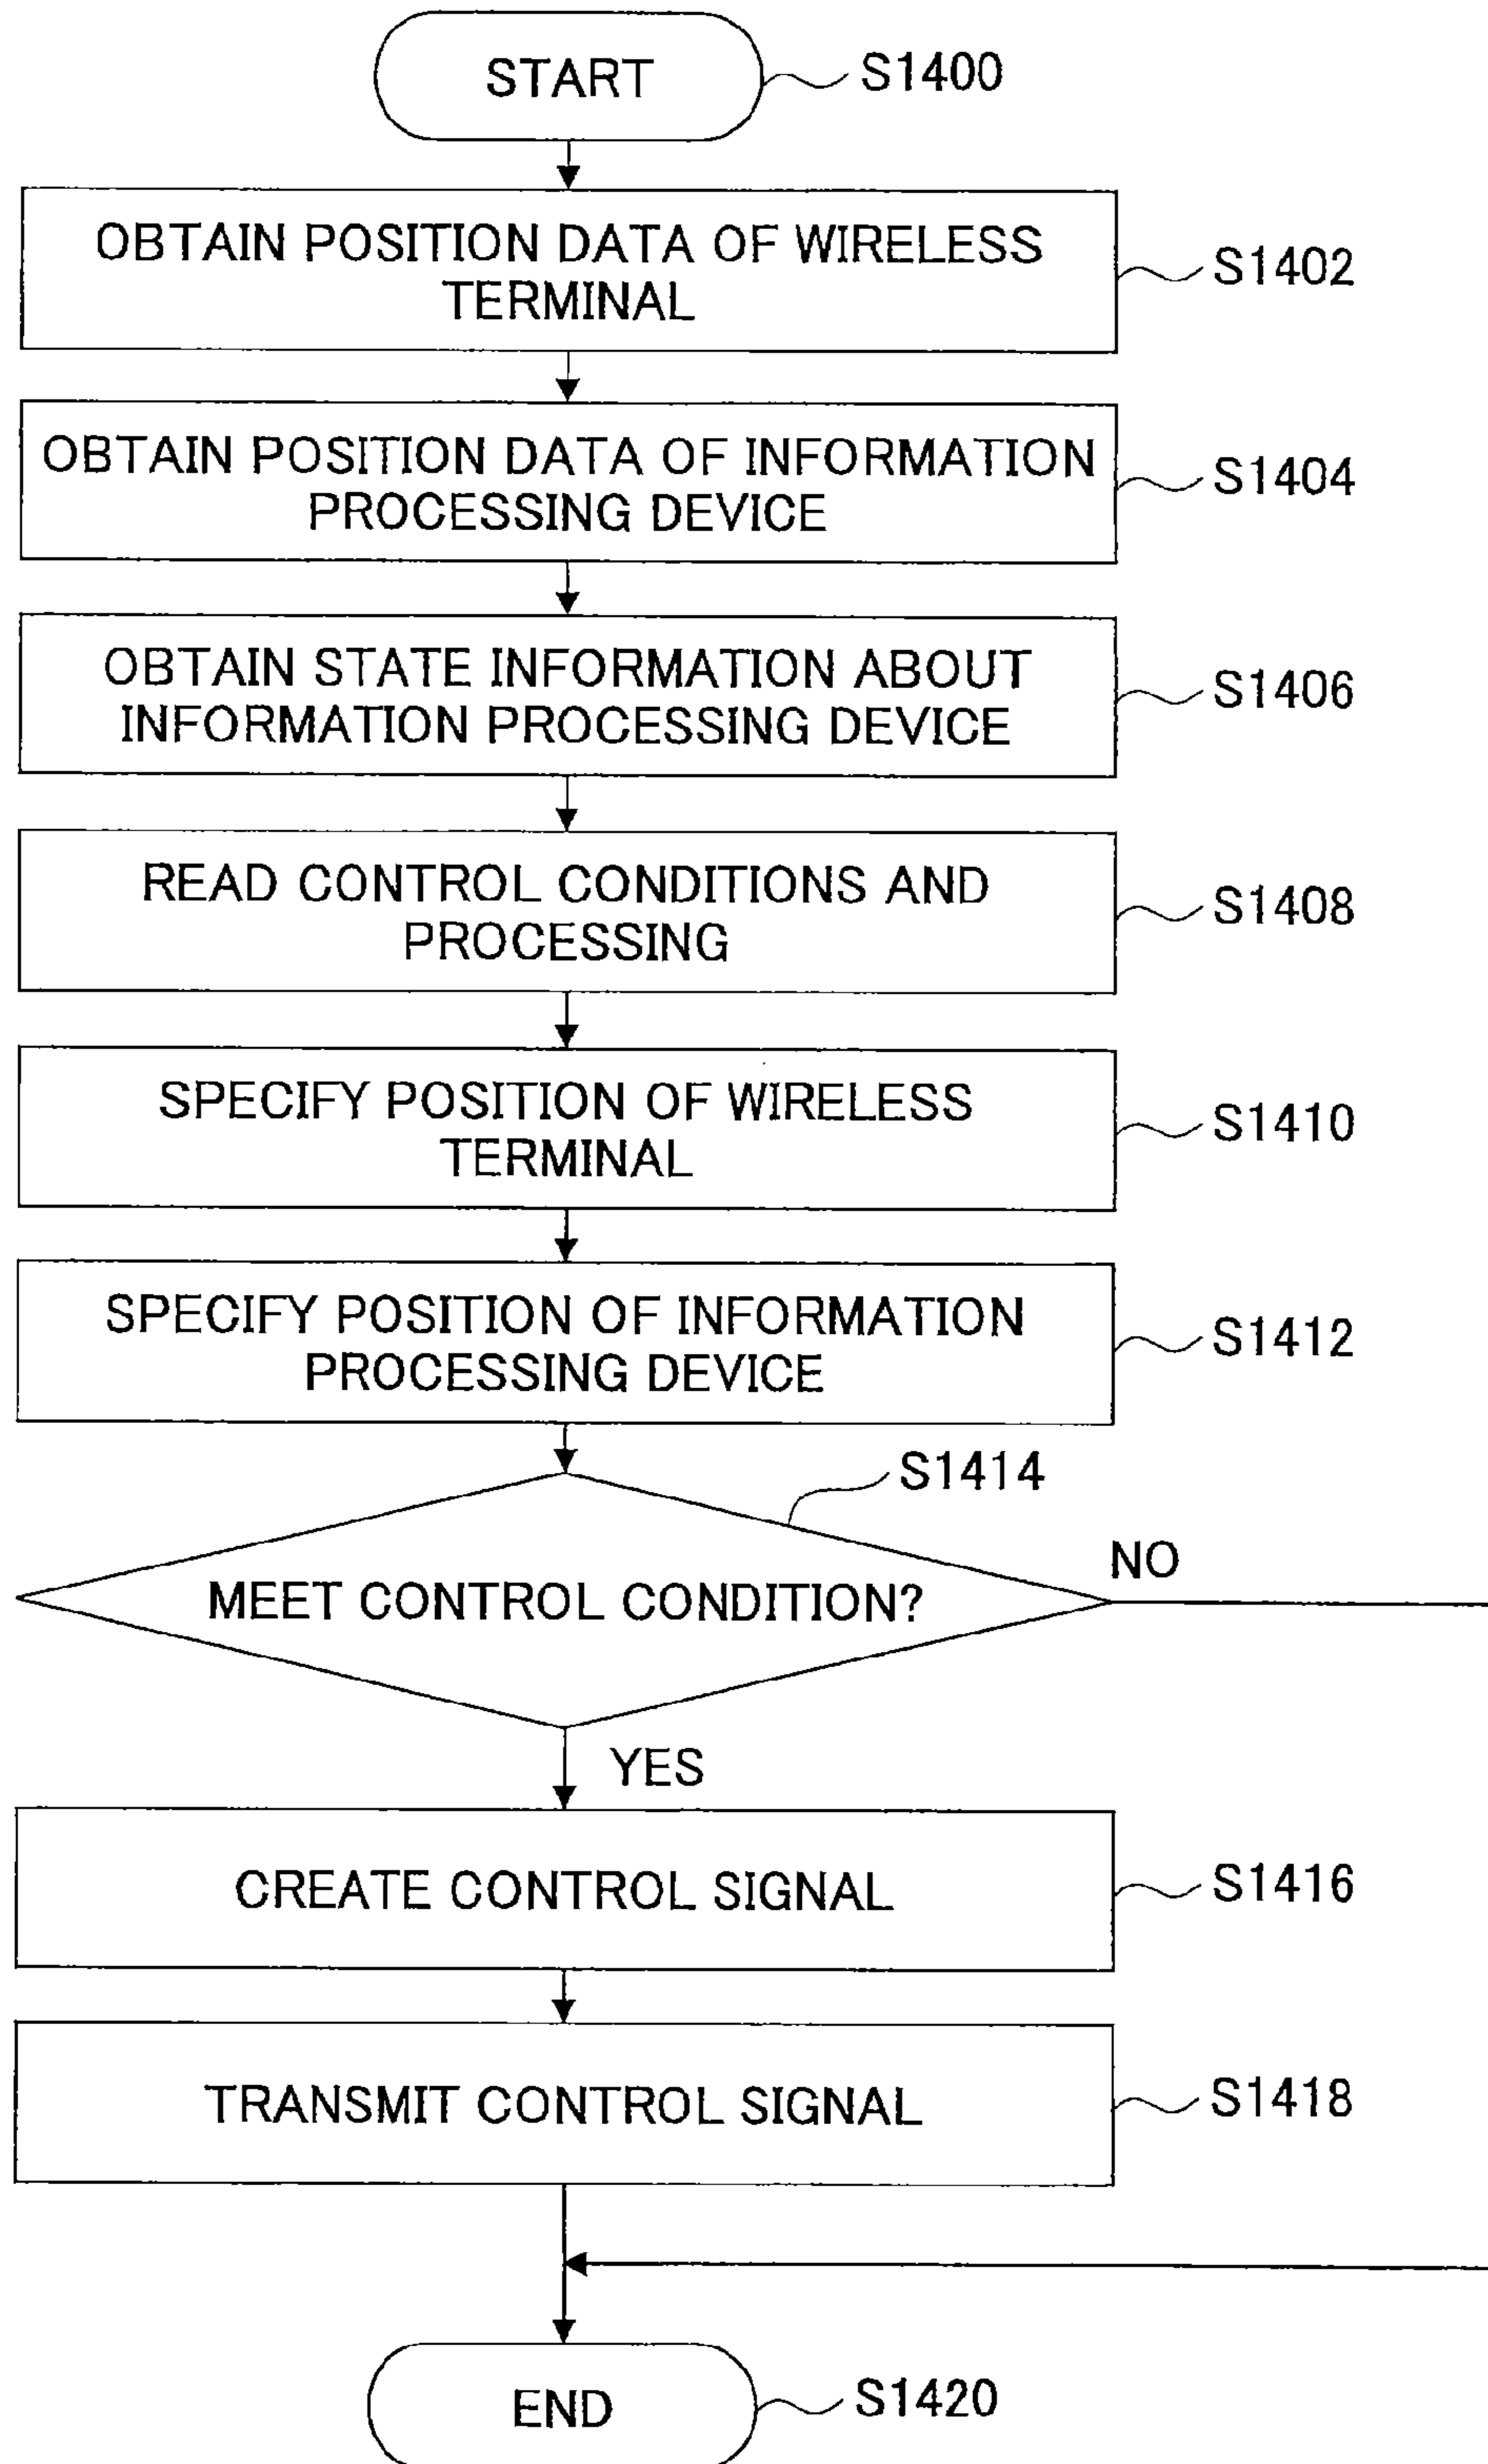 START
S1400
OBTAIN POSITION DATA OF WIRELESS
TERMINAL
S1402
OBTAIN POSITION DATA OF INFORMATION
PROCESSING DEVICE
S1404
OBTAIN STATE INFORMATION ABOUT
INFORMATION PROCESSING DEVICE
S1406
READ CONTROL CONDITIONS AND
PROCESSING
S1408
SPECIFY POSITION OF WIRELESS
TERMINAL
S1410
SPECIFY POSITION OF INFORMATION
PROCESSING DEVICE
S1412
S1414
MEET CONTROL CONDITION?
NO
YES
CREATE CONTROL SIGNAL
S1416
TRANSMIT CONTROL SIGNAL
S1418
END
S1420